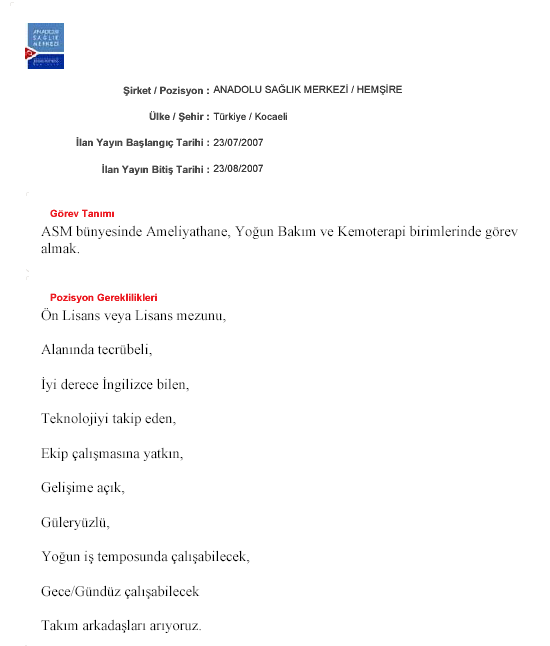 ANADOLU
SAĞLIK
MERKEZİ
Şirket / Pozisyon : ANADOLU SAĞLIK MERKEZİ / HEMŞİRE
Ülke / Şehir : Türkiye / Kocaeli
İlan Yayın Başlangıç Tarihi : 23/07/2007
İlan Yayın Bitiş Tarihi : 23/08/2007
Görev Tanımı
ASM bünyesinde Ameliyathane, Yoğun Bakım ve Kemoterapi birimlerinde görev
almak.
Pozisyon Gereklilikleri
Ön Lisans veya Lisans mezunu,
Alanında tecrübeli,
İyi derece İngilizce bilen,
Teknolojiyi takip eden,
Ekip çalışmasına yatkın,
Gelişime açık,
Güleryüzlü,
Yoğun iş temposunda çalışabilecek,
Gece/Gündüz çalışabilecek
Takım arkadaşları arıyoruz.